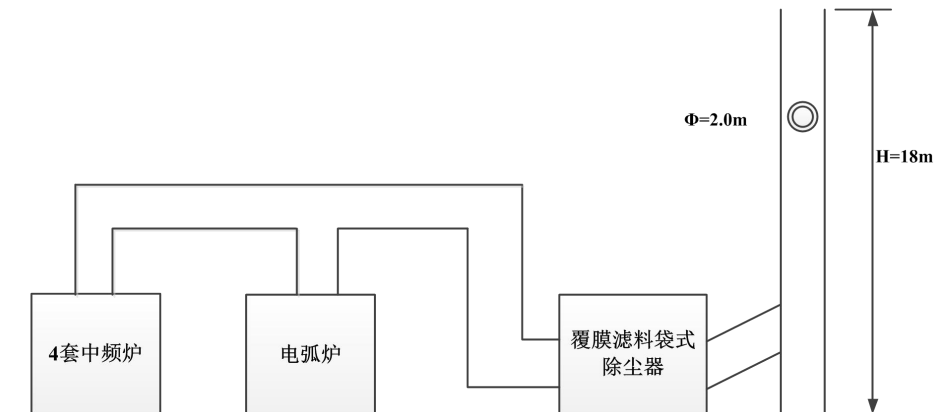 Φ=2.0m
H=18m
4套中频炉
电弧炉
覆膜滤料袋式
除尘器